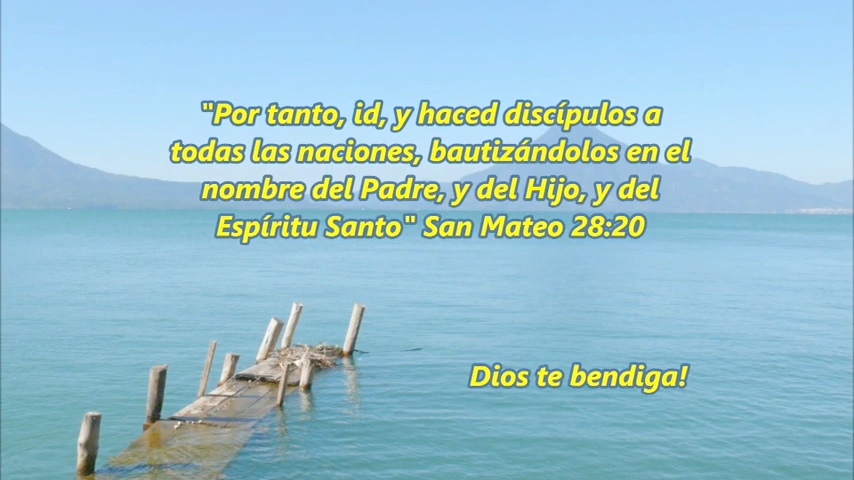 "Por tanto, id, y haced discípulos a
todas las naciones, bautizándolos en el
nombre del Padre, y del Hijo, y del
Espíritu Santo" San Mateo 28:20
Dios te bendiga!